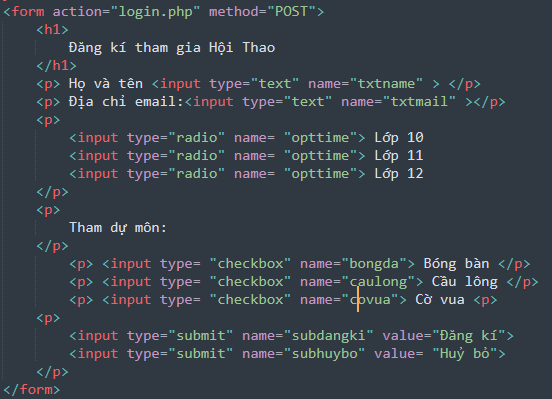 <form action="login.php" method="POST">
<h1>
Đăng kí tham gia Hội Thao
</h1>
<p> Họ và tên <input type="text" name="txtname" > </p>
<p> Địa chỉ email:<input type="text" name="txtmail" ></p>
<p>
<input type="radio" name= "opttime"> Lớp 10
<input type="radio" name= "opttime"> Lớp 11
<input type="radio" name= "opttime"> Lớp 12
</p>
<p>
Tham dự môn:
</p>
<p> <input type= "checkbox" name="bongda"> Bóng bàn </p>
<p> <input type= "checkbox" name="caulong"> Cầu lông </p>
<p> <input type= "checkbox" name="covua"> Cờ vua <p>
<p>
<input type="submit" name="subdangki" value="Đăng kí">
<input type="submit" name="subhuybo" value= "Huỷ bỏ">
</p>
</form>